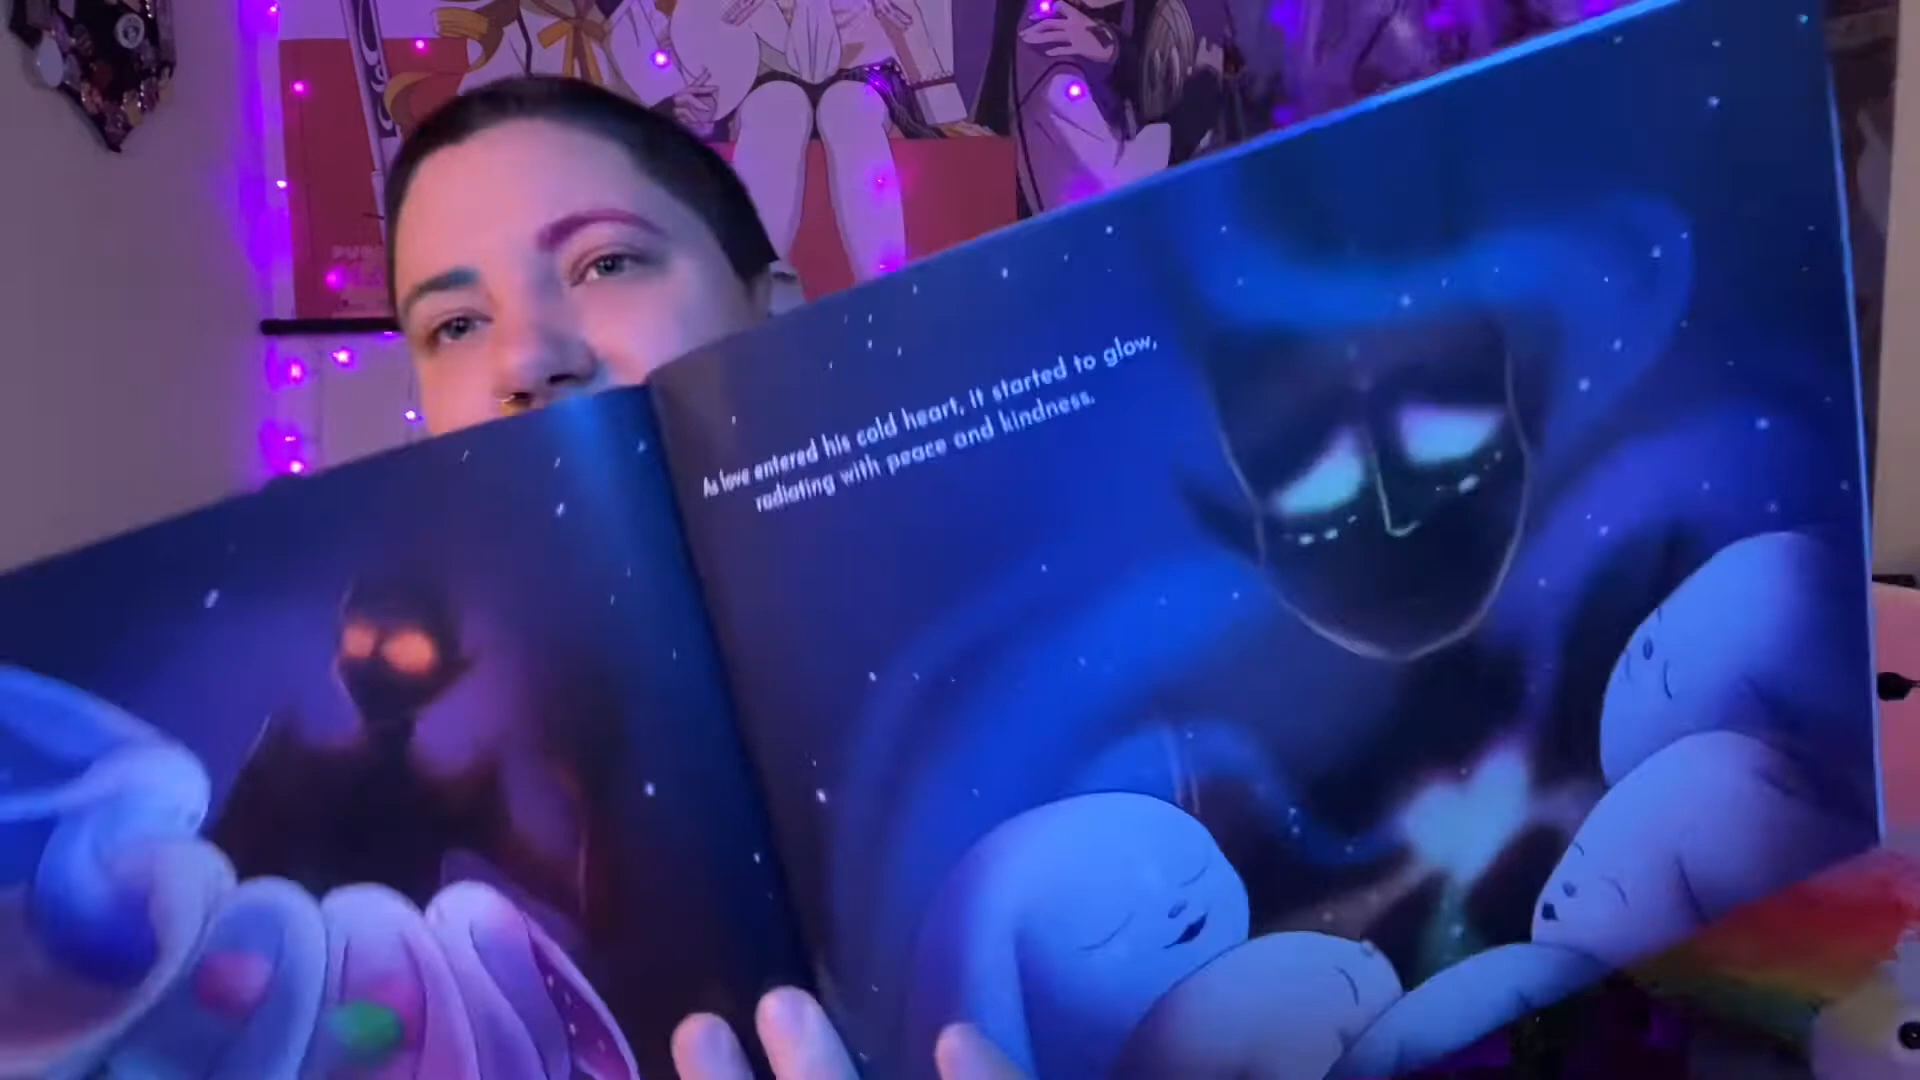 As love entered his cold heart, it started to glow,
radiating with peace and kindness.